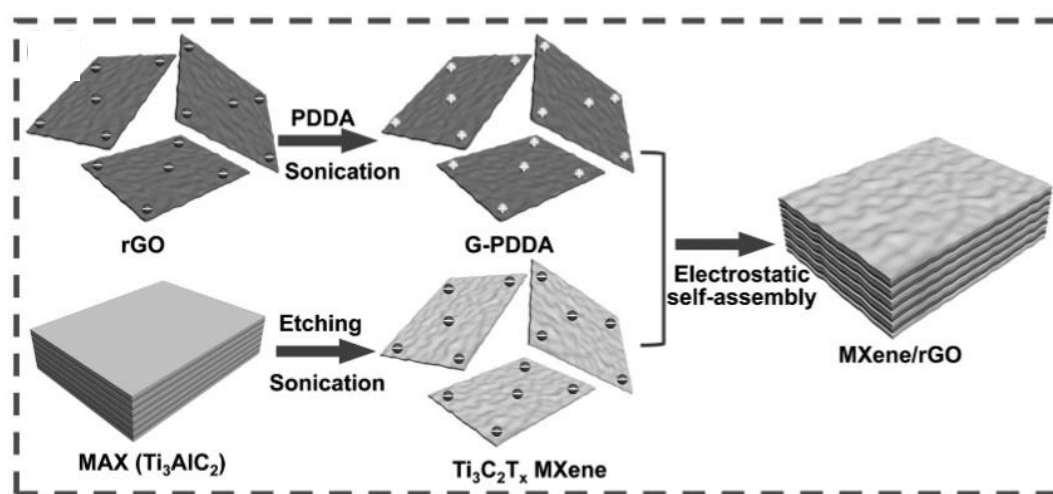 PDDA
Sonication
rGO
G-PDDA
Electrostatic
self-assembly
MXene/rGO
Etching
Sonication
MAX (Ti₃AlC₂)
Ti₃C₂Tₓ MXene